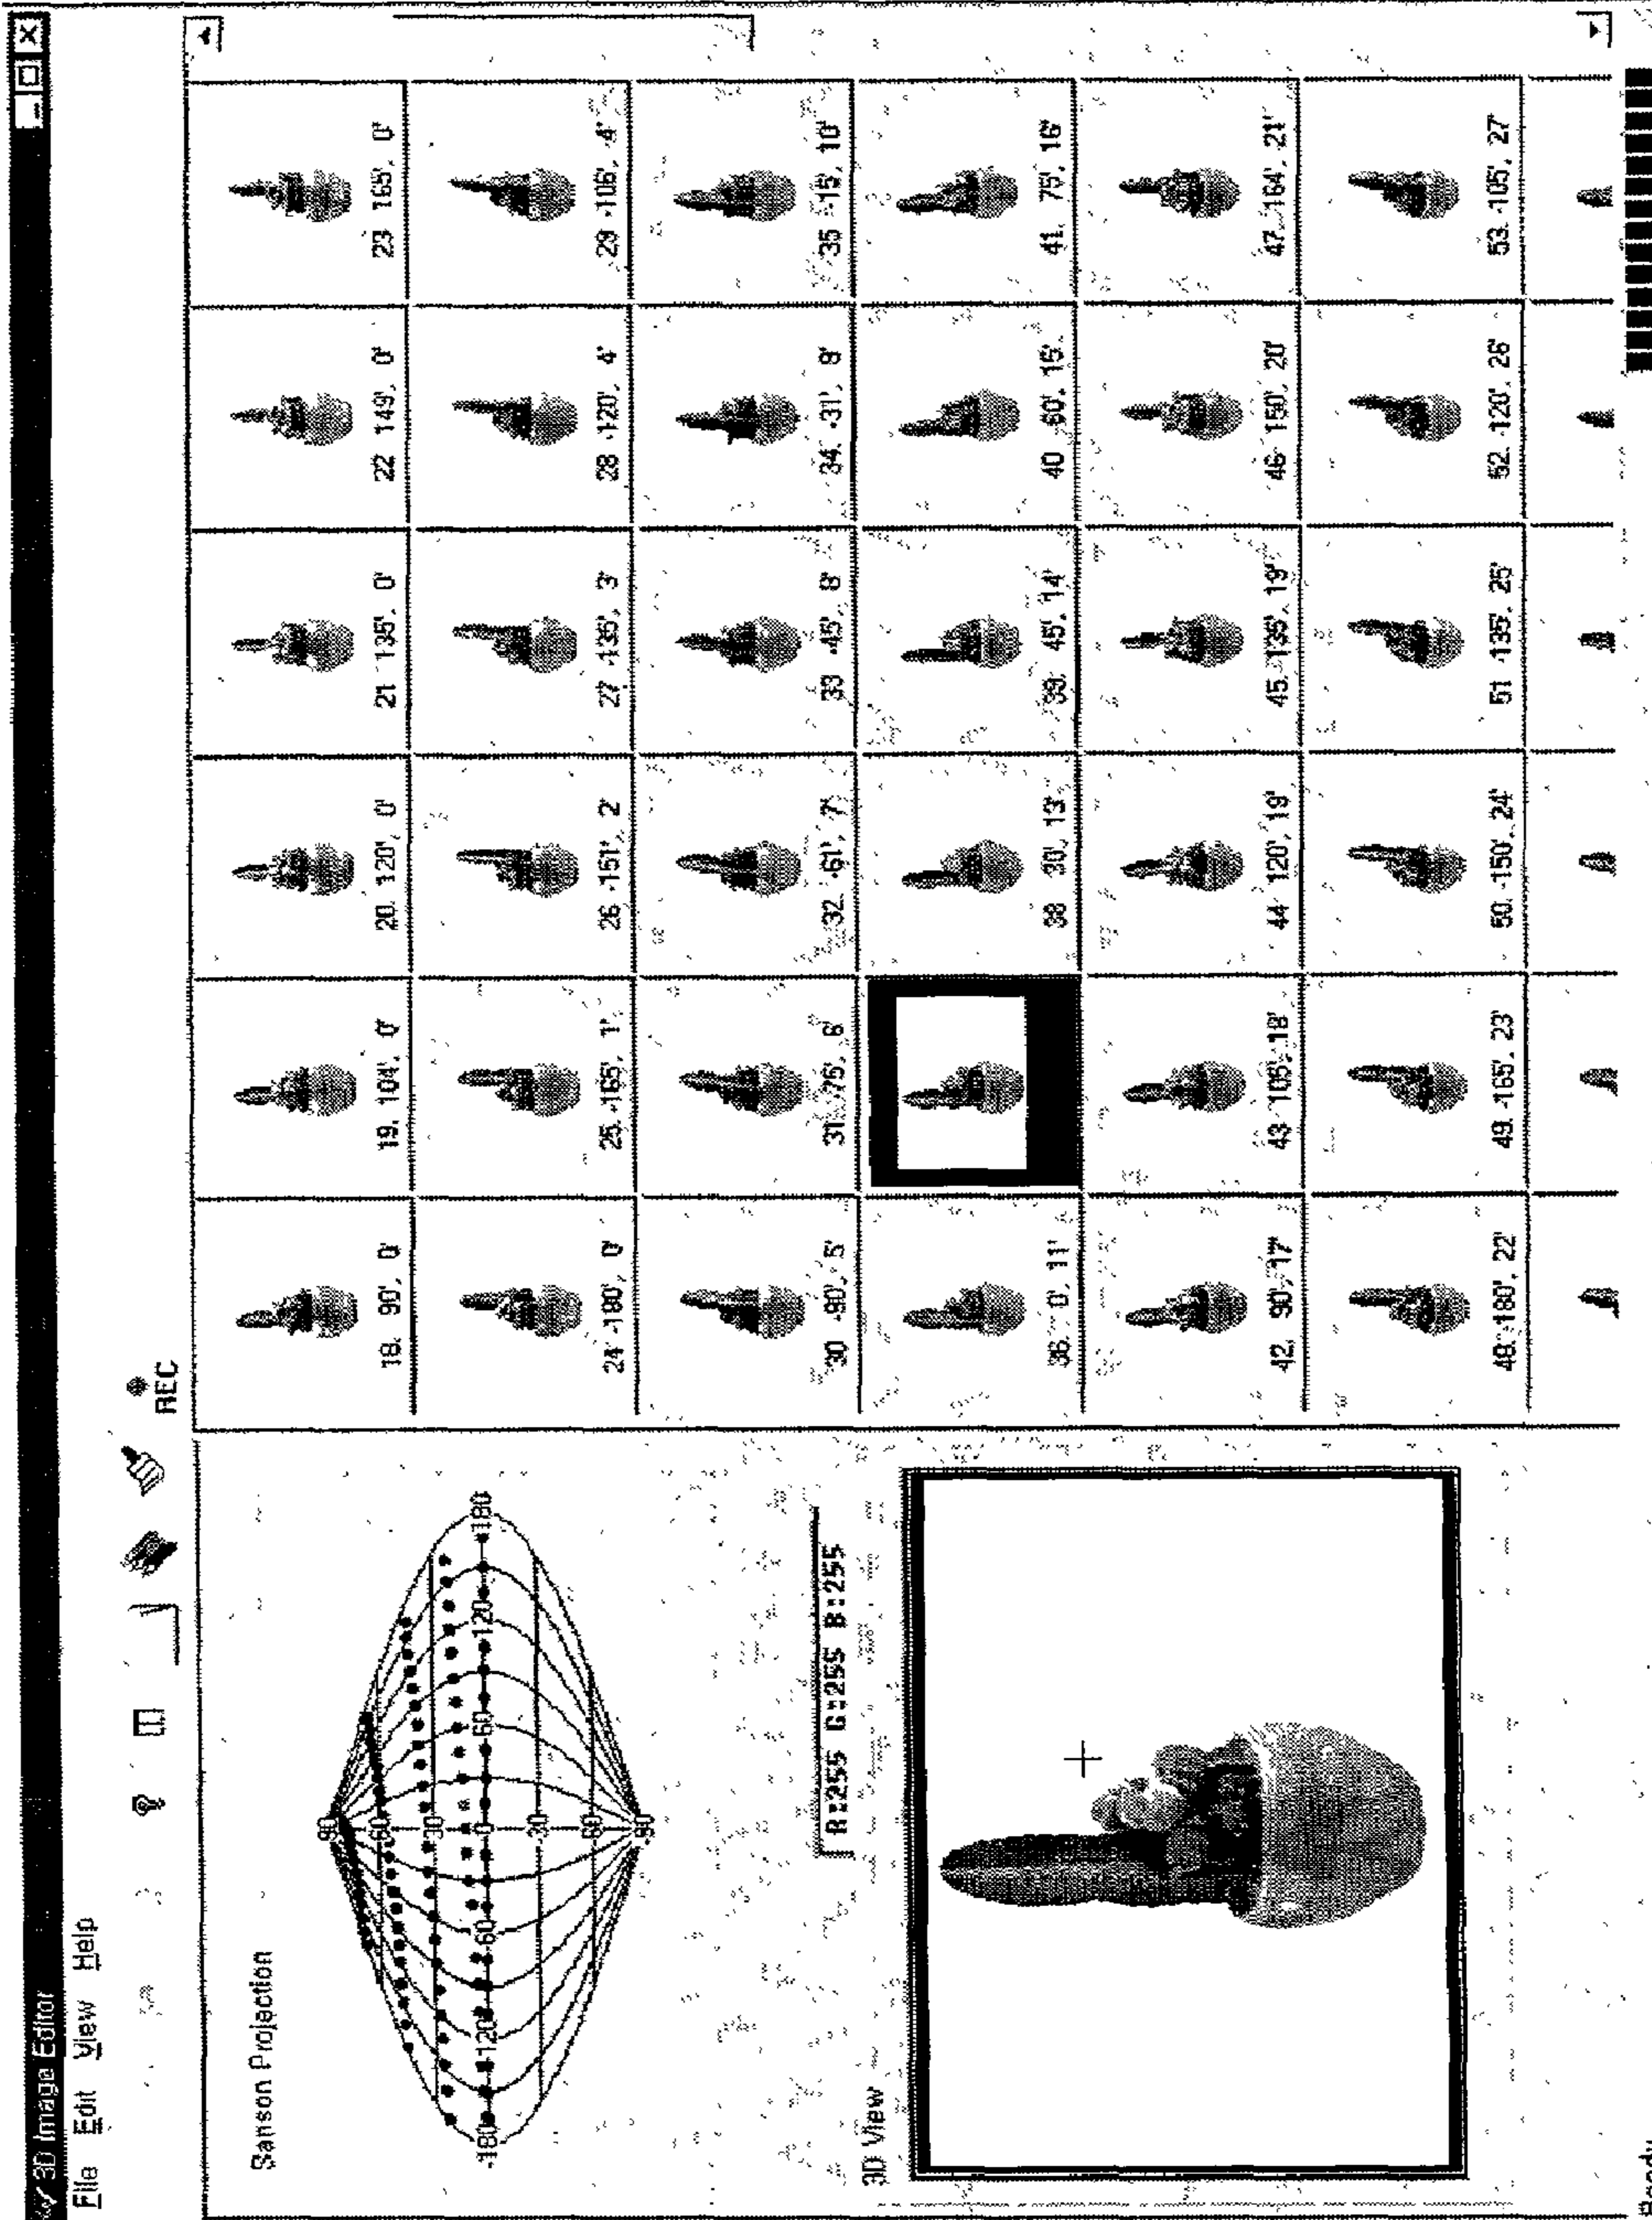 3D Image Editor
File Edit View Help
REC
Sanson Projection
90
60
30
-180 -120 -60 0 60 120 180
-30
-60
-90
R:255 G:255 B:255
3D View
18. 90', 0'
19. 104', 0'
20. 120', 0'
21 135', 0'
22 149', 0'
23 165', 0'
24 -180', 0'
25. -165', 1'
26 -151', 2'
27 -135', 3'
28 -120', 4'
29 -106', 4'
30 -90', 5'
31. -75', 6'
32. -61', 7'
33 -45', 8'
34. -31', 8'
35 -15', 10'
36. 0', 11'
38 30', 13'
39. 45', 14'
40 60', 15'
41. 75', 16'
42. 90', 17'
43 105', 18'
44 120', 19'
45. 135', 19'
46 150', 20'
47. 164', 21'
48. -180', 22'
49. -165', 23'
50. -150', 24'
51 -135', 25'
52. -120', 26'
53. -105', 27'
Ready